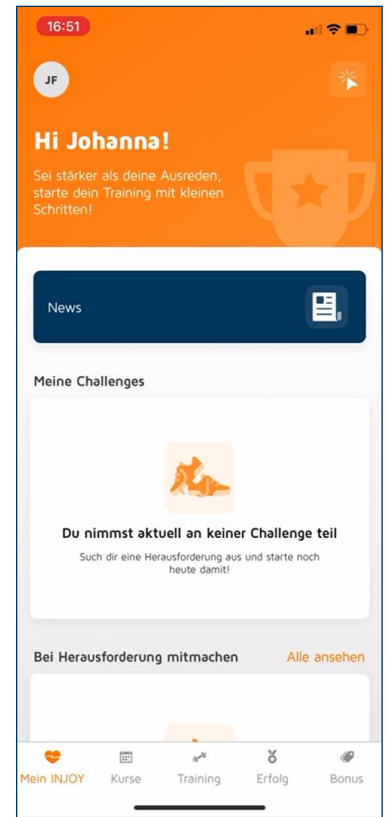 16:51
JF
Hi Johanna!
Sei stärker als deine Ausreden,
starte dein Training mit kleinen
Schritten!
News
Meine Challenges
Du nimmst aktuell an keiner Challenge teil
Such dir eine Herausforderung aus und starte noch
heute damit!
Bei Herausforderung mitmachen Alle ansehen
Mein INJOY Kurse Training Erfolg Bonus